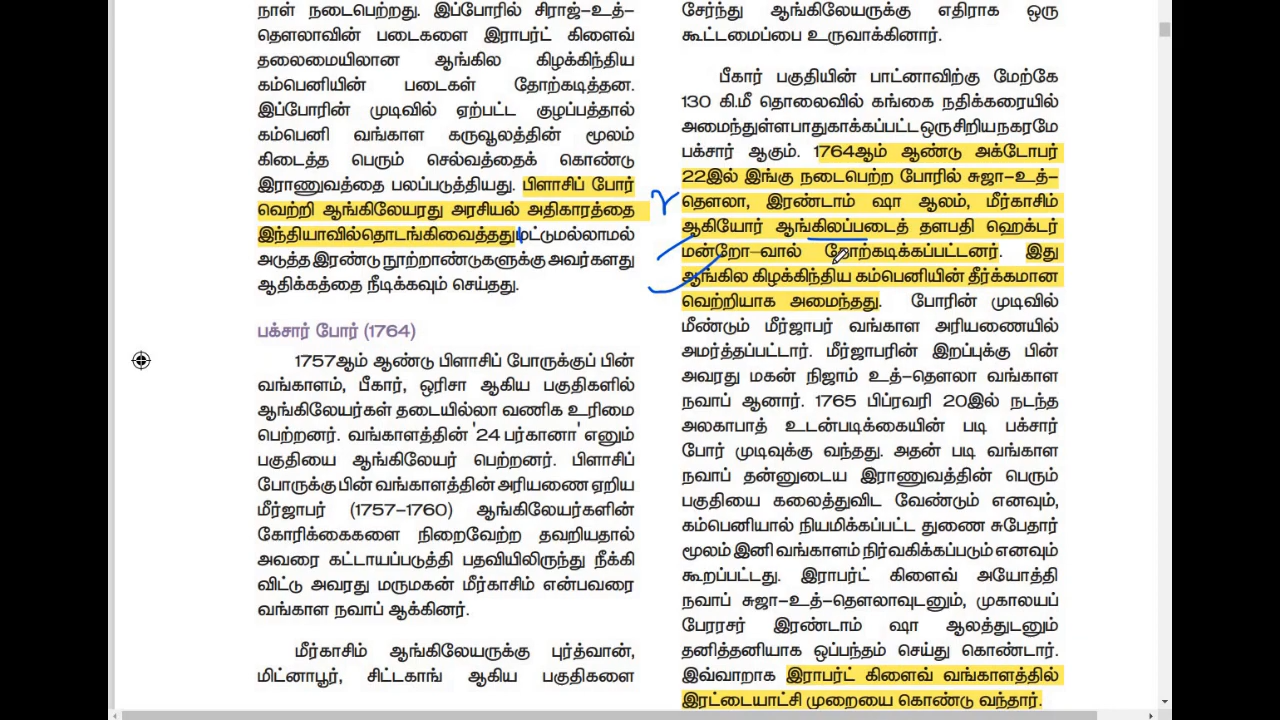 நாள் நடைபெற்றது. இப்போரில் சிராஜ்-உத்-
தௌலாவின் படைகளை இராபர்ட் கிளைவ்
தலைமையிலான ஆங்கில கிழக்கிந்திய
கம்பெனியின் படைகள் தோற்கடித்தன.
இப்போரின் முடிவில் ஏற்பட்ட குழப்பத்தால்
கம்பெனி வங்காள கருவூலத்தின் மூலம்
கிடைத்த பெரும் செல்வத்தைக் கொண்டு
இராணுவத்தை பலப்படுத்தியது. பிளாசிப் போர்
வெற்றி ஆங்கிலேயரது அரசியல் அதிகாரத்தை
இந்தியாவில்தொடங்கிவைத்ததுமட்டுமல்லாமல்
அடுத்த இரண்டு நூற்றாண்டுகளுக்கு அவர்களது
ஆதிக்கத்தை நீடிக்கவும் செய்தது.
பக்சார் போர் (1764)
1757ஆம் ஆண்டு பிளாசிப் போருக்குப் பின்
வங்காளம், பீகார், ஒரிசா ஆகிய பகுதிகளில்
ஆங்கிலேயர்கள் தடையில்லா வணிக உரிமை
பெற்றனர். வங்காளத்தின் '24 பர்கானா' எனும்
பகுதியை ஆங்கிலேயர் பெற்றனர். பிளாசிப்
போருக்கு பின் வங்காளத்தின் அரியணை ஏறிய
மீர்ஜாபர் (1757–1760) ஆங்கிலேயர்களின்
கோரிக்கைகளை நிறைவேற்ற தவறியதால்
அவரை கட்டாயப்படுத்தி பதவியிலிருந்து நீக்கி
விட்டு அவரது மருமகன் மீர்காசிம் என்பவரை
வங்காள நவாப் ஆக்கினர்.
மீர்காசிம் ஆங்கிலேயருக்கு புர்த்வான்,
மிட்னாபூர், சிட்டகாங் ஆகிய பகுதிகளை
சேர்ந்து ஆங்கிலேயருக்கு எதிராக ஒரு
கூட்டமைப்பை உருவாக்கினார்.
பீகார் பகுதியின் பாட்னாவிற்கு மேற்கே
130 கி.மீ தொலைவில் கங்கை நதிக்கரையில்
அமைந்துள்ள பாதுகாக்கப்பட்ட ஒரு சிறிய நகரமே
பக்சார் ஆகும். 1764ஆம் ஆண்டு அக்டோபர்
22இல் இங்கு நடைபெற்ற போரில் சுஜா-உத்-
தௌலா, இரண்டாம் ஷா ஆலம், மீர்காசிம்
ஆகியோர் ஆங்கிலப்படைத் தளபதி ஹெக்டர்
மன்றோ-வால் தோற்கடிக்கப்பட்டனர். இது
ஆங்கில கிழக்கிந்திய கம்பெனியின் தீர்க்கமான
வெற்றியாக அமைந்தது. போரின் முடிவில்
மீண்டும் மீர்ஜாபர் வங்காள அரியணையில்
அமர்த்தப்பட்டார். மீர்ஜாபரின் இறப்புக்கு பின்
அவரது மகன் நிஜாம் உத்-தௌலா வங்காள
நவாப் ஆனார். 1765 பிப்ரவரி 20இல் நடந்த
அலகாபாத் உடன்படிக்கையின் படி பக்சார்
போர் முடிவுக்கு வந்தது. அதன் படி வங்காள
நவாப் தன்னுடைய இராணுவத்தின் பெரும்
பகுதியை கலைத்துவிட வேண்டும் எனவும்,
கம்பெனியால் நியமிக்கப்பட்ட துணை சுபேதார்
மூலம் இனி வங்காளம் நிர்வகிக்கப்படும் எனவும்
கூறப்பட்டது. இராபர்ட் கிளைவ் அயோத்தி
நவாப் சுஜா-உத்-தௌலாவுடனும், முகாலயப்
பேரரசர் இரண்டாம் ஷா ஆலத்துடனும்
தனித்தனியாக ஒப்பந்தம் செய்து கொண்டார்.
இவ்வாறாக இராபர்ட் கிளைவ் வங்காளத்தில்
இரட்டையாட்சி முறையை கொண்டு வந்தார்.